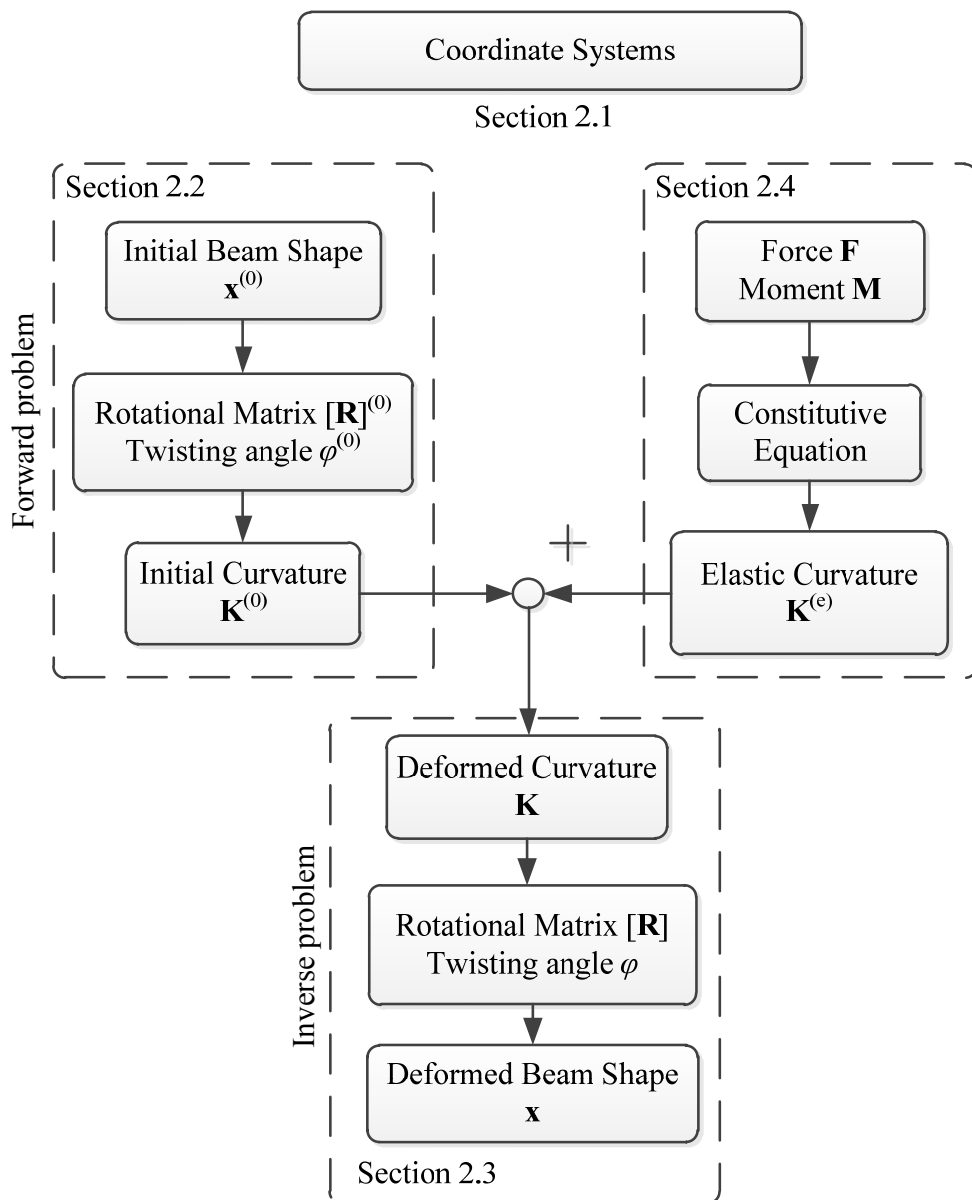 Coordinate Systems
Section 2.1
Section 2.2
Initial Beam Shape
x^(0)
Rotational Matrix [R]^(0)
Twisting angle φ^(0)
Initial Curvature
K^(0)
Forward problem
Section 2.4
Force F
Moment M
Constitutive
Equation
Elastic Curvature
K^(e)
+
Deformed Curvature
K
Rotational Matrix [R]
Twisting angle φ
Deformed Beam Shape
x
Section 2.3
Inverse problem